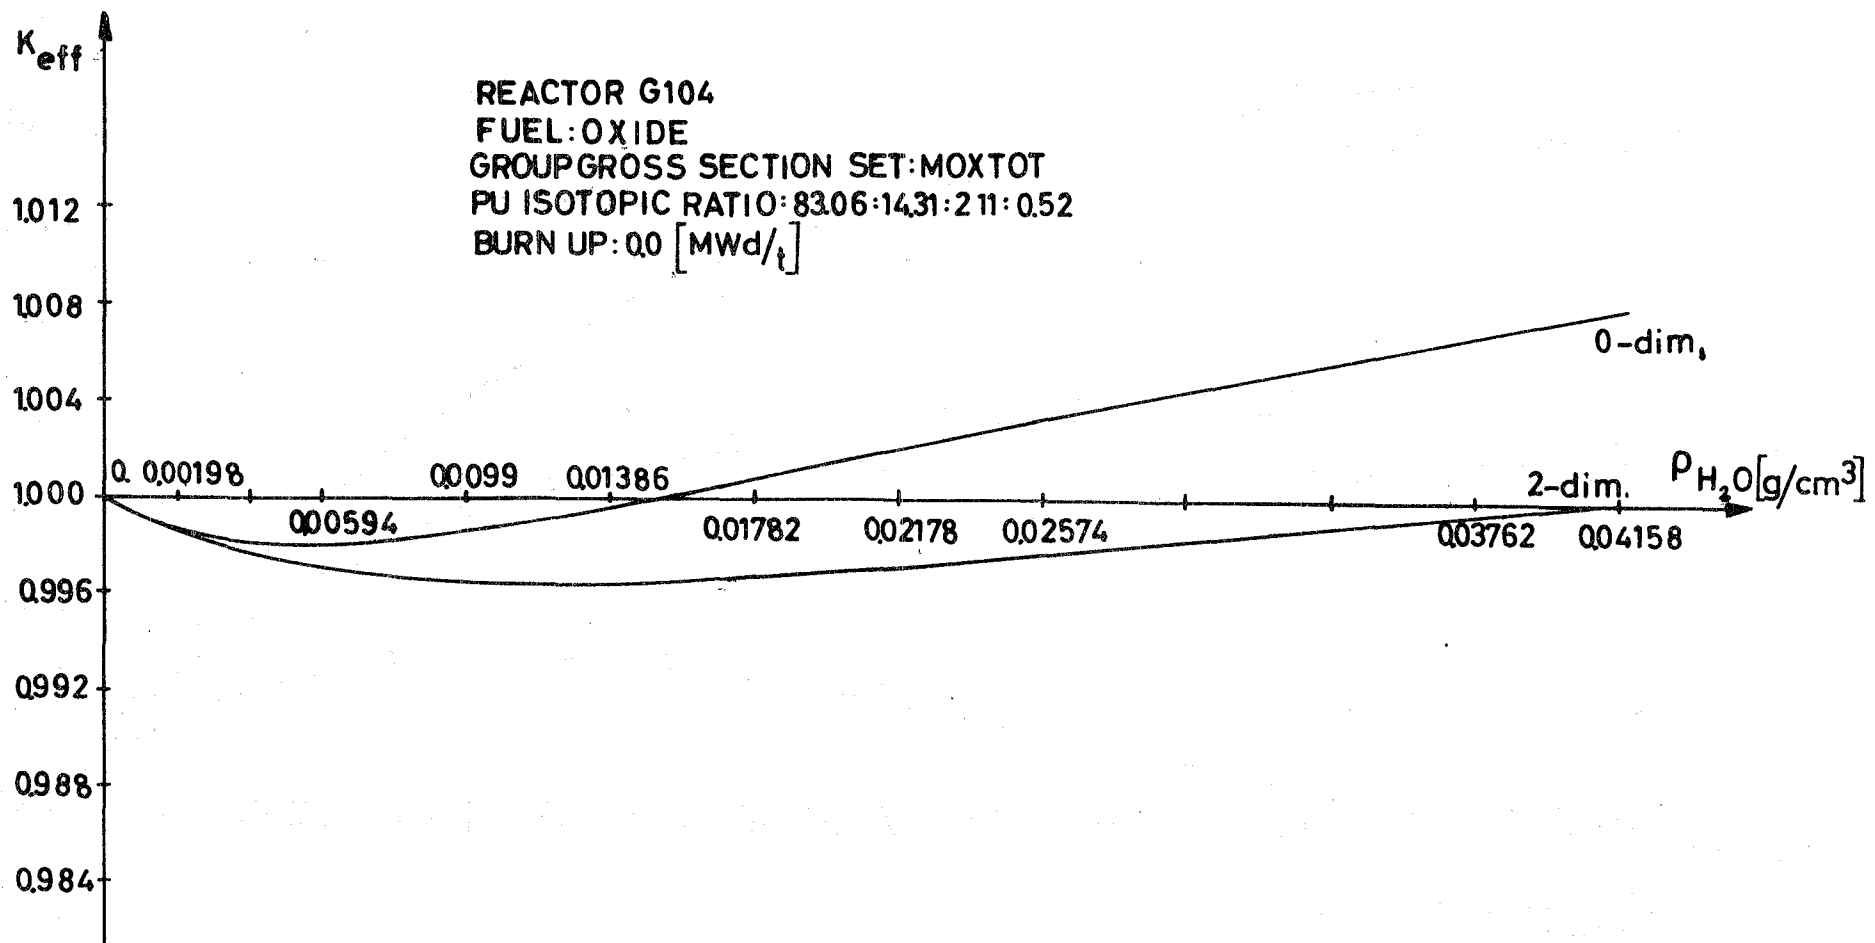 Keff
REACTOR G104
FUEL: OXIDE
GROUPGROSS SECTION SET: MOXTOT
PU ISOTOPIC RATIO: 83.06:14.31:2 11: 0.52
BURN UP: 0.0 [MWd/t]
1.012
1.008
0-dim.
1.004
0. 0.00198 0.0099 0.01386
1.000
2-dim. ρH₂O[g/cm³]
0.00594 0.01782 0.02178 0.02574 0.03762 0.04158
0.996
0.992
0.988
0.984